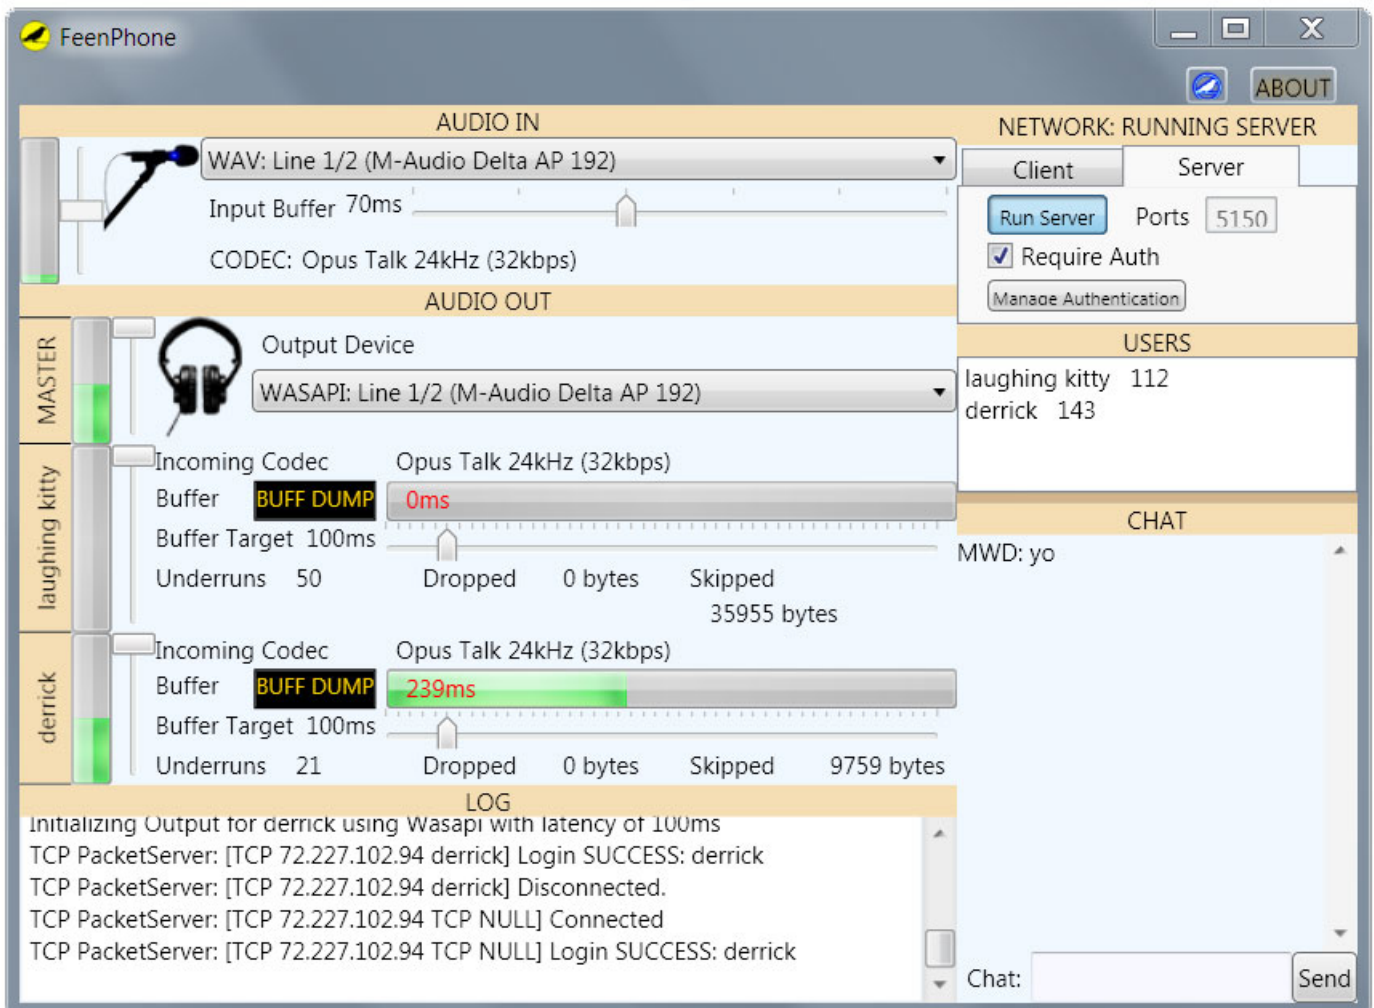 FeenPhone
ABOUT
AUDIO IN
WAV: Line 1/2 (M-Audio Delta AP 192)
Input Buffer 70ms
CODEC: Opus Talk 24kHz (32kbps)
AUDIO OUT
MASTER
Output Device
WASAPI: Line 1/2 (M-Audio Delta AP 192)
laughing kitty
Incoming Codec Opus Talk 24kHz (32kbps)
Buffer BUFF DUMP 0ms
Buffer Target 100ms
Underruns 50 Dropped 0 bytes Skipped
35955 bytes
derrick
Incoming Codec Opus Talk 24kHz (32kbps)
Buffer BUFF DUMP 239ms
Buffer Target 100ms
Underruns 21 Dropped 0 bytes Skipped 9759 bytes
LOG
Initializing Output for derrick using Wasapi with latency of 100ms
TCP PacketServer: [TCP 72.227.102.94 derrick] Login SUCCESS: derrick
TCP PacketServer: [TCP 72.227.102.94 derrick] Disconnected.
TCP PacketServer: [TCP 72.227.102.94 TCP NULL] Connected
TCP PacketServer: [TCP 72.227.102.94 TCP NULL] Login SUCCESS: derrick
NETWORK: RUNNING SERVER
Client Server
Run Server Ports 5150
Require Auth
Manage Authentication
USERS
laughing kitty 112
derrick 143
CHAT
MWD: yo
Chat: Send